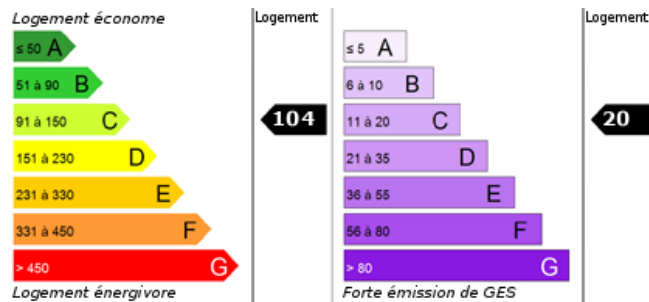 Logement économe
Logement
≤ 50 A
51 à 90 B
91 à 150 C
104
151 à 230 D
231 à 330 E
331 à 450 F
> 450 G
Logement énergivore
Logement
≤ 5 A
6 à 10 B
11 à 20 C
20
21 à 35 D
36 à 55 E
56 à 80 F
> 80 G
Forte émission de GES